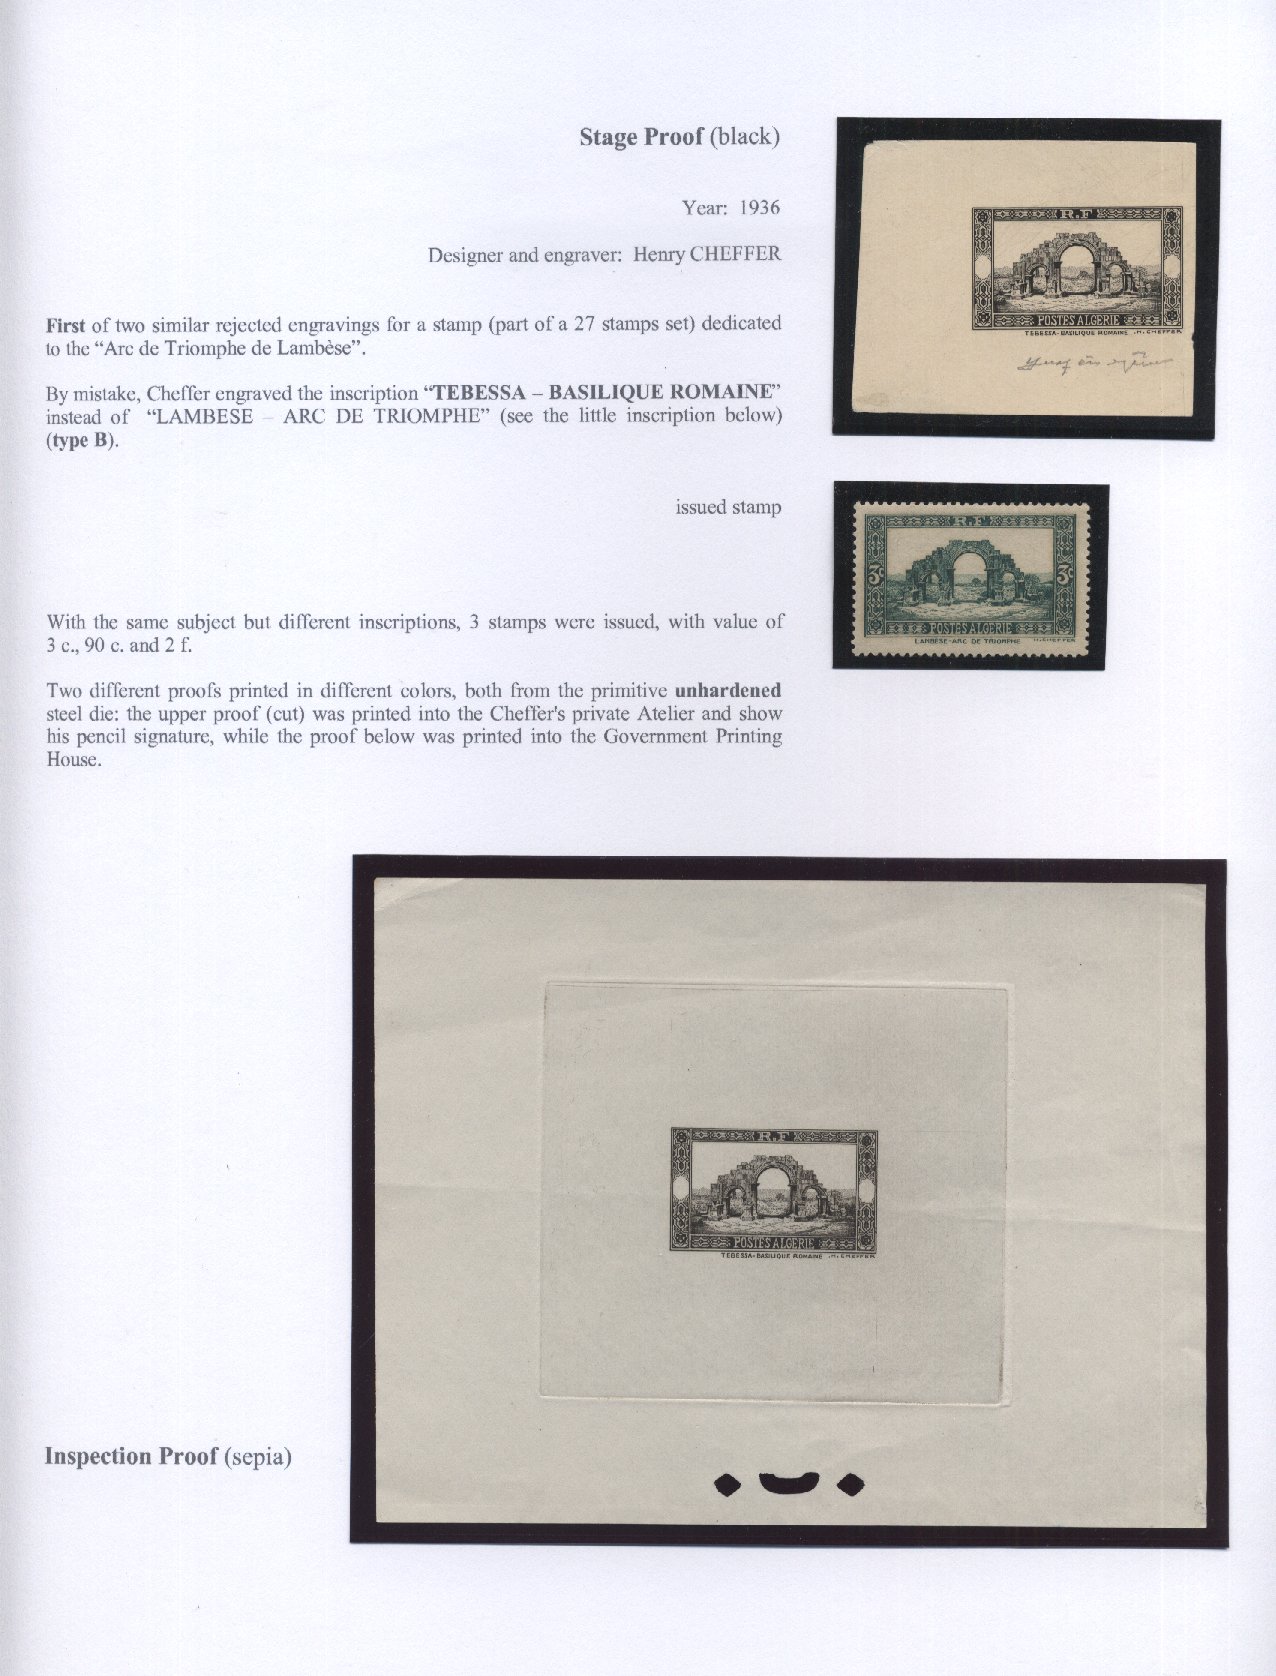 Stage Proof (black)
Year: 1936
Designer and engraver: Henry CHEFFER
First of two similar rejected engravings for a stamp (part of a 27 stamps set) dedicated
to the “Arc de Triomphe de Lambèse”.
By mistake, Cheffer engraved the inscription “TEBESSA – BASILIQUE ROMAINE”
instead of “LAMBESE – ARC DE TRIOMPHE” (see the little inscription below)
(type B).
R.F
POSTES ALGERIE
TEBESSA-BASILIQUE ROMAINE .H.CHEFFER
issued stamp
R.F
3c 3c
POSTES ALGERIE
LAMBESE-ARC DE TRIOMPHE H.CHEFFER
With the same subject but different inscriptions, 3 stamps were issued, with value of
3 c., 90 c. and 2 f.
Two different proofs printed in different colors, both from the primitive unhardened
steel die: the upper proof (cut) was printed into the Cheffer's private Atelier and show
his pencil signature, while the proof below was printed into the Government Printing
House.
R.F
POSTES ALGERIE
TEBESSA-BASILIQUE ROMAINE .H.CHEFFER
Inspection Proof (sepia)